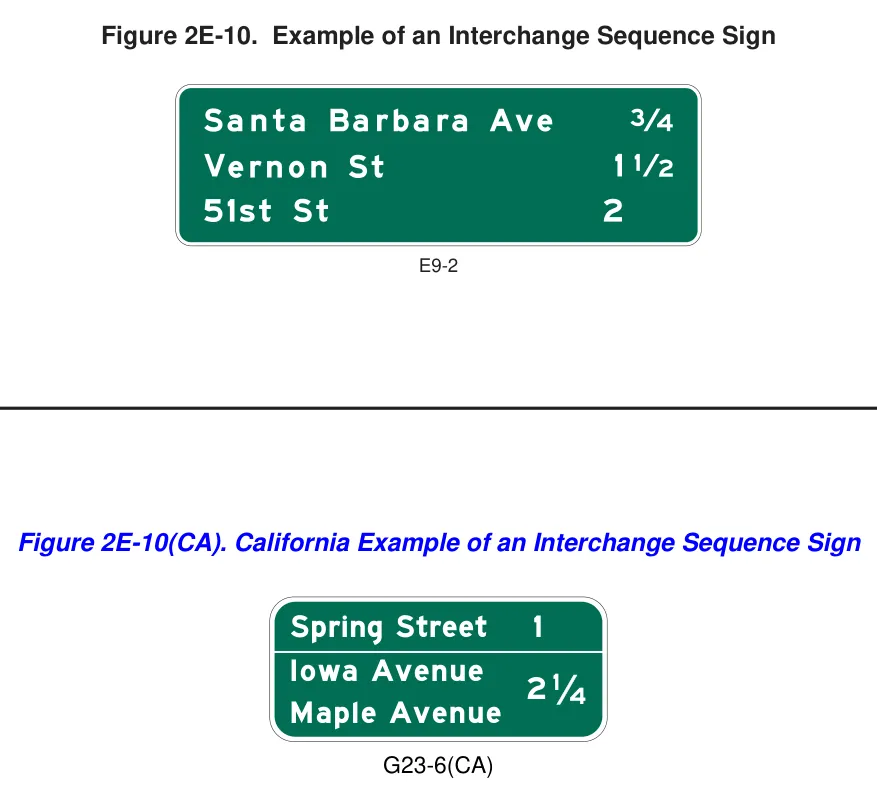 Figure 2E-10. Example of an Interchange Sequence Sign
Santa Barbara Ave 3/4
Vernon St 1 1/2
51st St 2
E9-2
Figure 2E-10(CA). California Example of an Interchange Sequence Sign
Spring Street 1
Iowa Avenue
2 1/4
Maple Avenue
G23-6(CA)